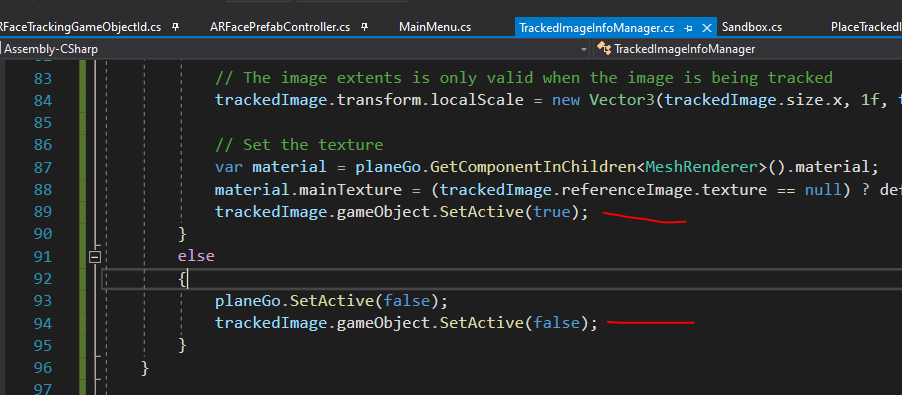 RFaceTrackingGameObjectId.cs ARFacePrefabController.cs MainMenu.cs TrackedImageInfoManager.cs Sandbox.cs PlaceTrackedI
Assembly-CSharp TrackedImageInfoManager
83 // The image extents is only valid when the image is being tracked
84 trackedImage.transform.localScale = new Vector3(trackedImage.size.x, 1f, t
85
86 // Set the texture
87 var material = planeGo.GetComponentInChildren<MeshRenderer>().material;
88 material.mainTexture = (trackedImage.referenceImage.texture == null) ? def
89 trackedImage.gameObject.SetActive(true);
90 }
91 else
92 {
93 planeGo.SetActive(false);
94 trackedImage.gameObject.SetActive(false);
95 }
96 }
97